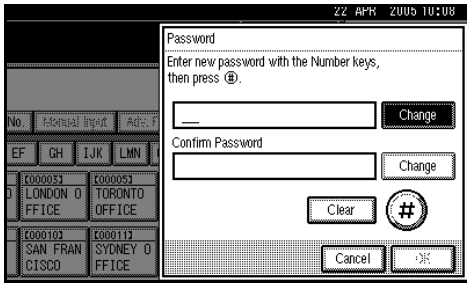 22 APR 2005 10:08
Password
Enter new password with the Number keys,
then press #.
Change
Confirm Password
Change
Clear #
Cancel OK
No. Manual Input Adv. F
EF GH IJK LMN
[00003] [00005]
LONDON O TORONTO
FFICE OFFICE
[00010] [00011]
SAN FRAN SYDNEY O
CISCO FFICE